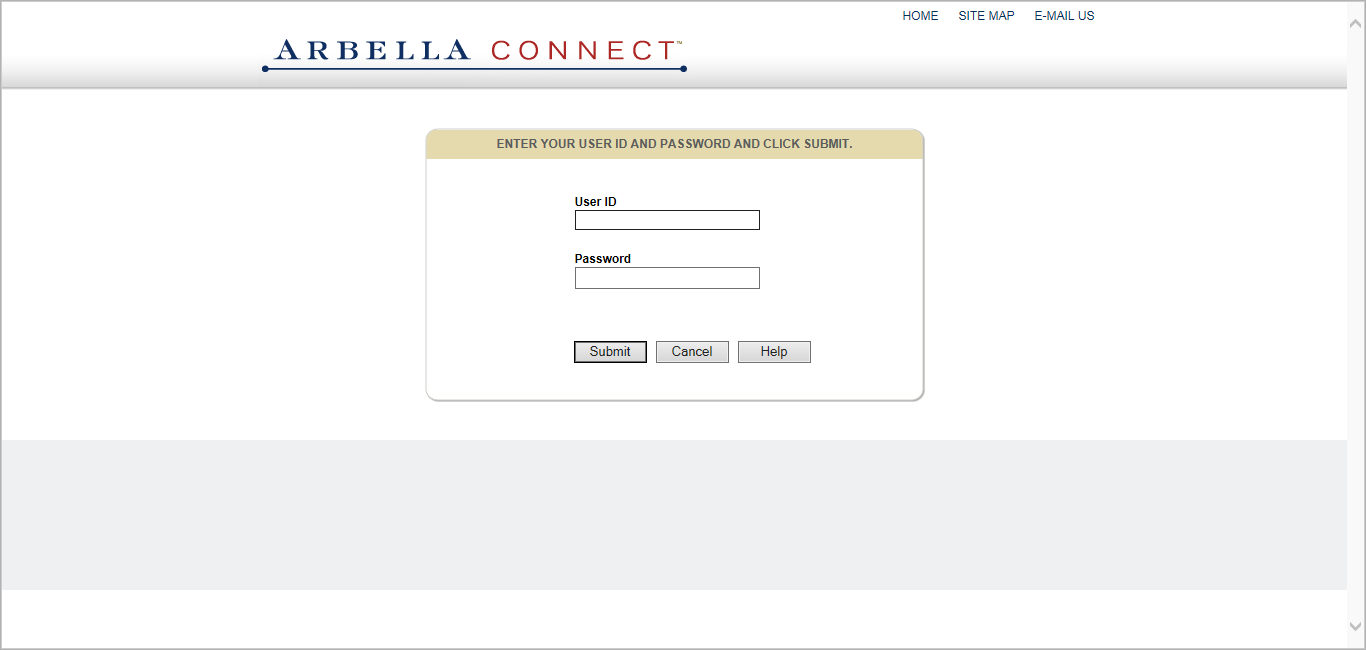 HOME SITE MAP E-MAIL US
ARBELLA CONNECT™
ENTER YOUR USER ID AND PASSWORD AND CLICK SUBMIT.
User ID
Password
Submit Cancel Help